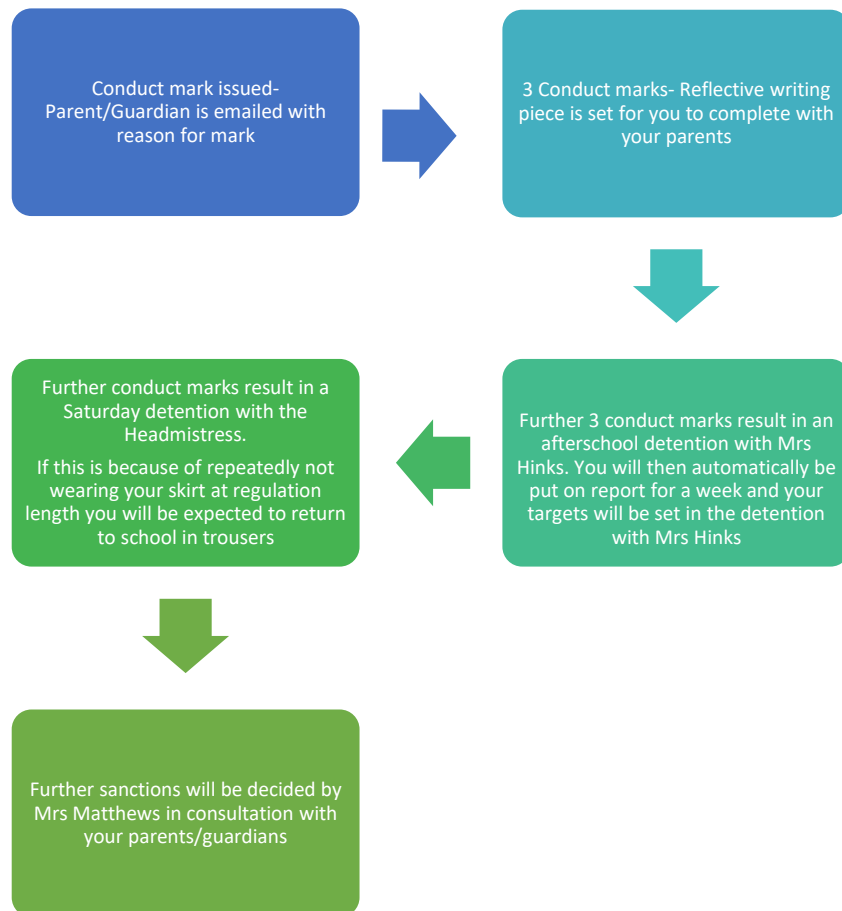 Conduct mark issued-
Parent/Guardian is emailed with
reason for mark
3 Conduct marks- Reflective writing
piece is set for you to complete with
your parents
Further 3 conduct marks result in an
afterschool detention with Mrs
Hinks. You will then automatically be
put on report for a week and your
targets will be set in the detention
with Mrs Hinks
Further conduct marks result in a
Saturday detention with the
Headmistress.
If this is because of repeatedly not
wearing your skirt at regulation
length you will be expected to return
to school in trousers
Further sanctions will be decided by
Mrs Matthews in consultation with
your parents/guardians